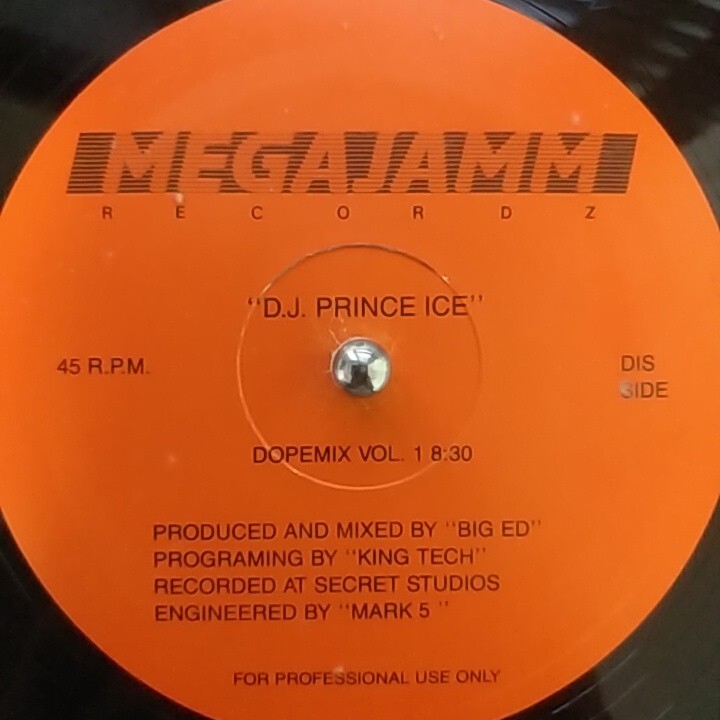 MEGAJAMM
RECORDZ
"D.J. PRINCE ICE"
45 R.P.M.
DIS
SIDE
DOPEMIX VOL. 1 8:30
PRODUCED AND MIXED BY "BIG ED"
PROGRAMING BY "KING TECH"
RECORDED AT SECRET STUDIOS
ENGINEERED BY "MARK 5 "
FOR PROFESSIONAL USE ONLY